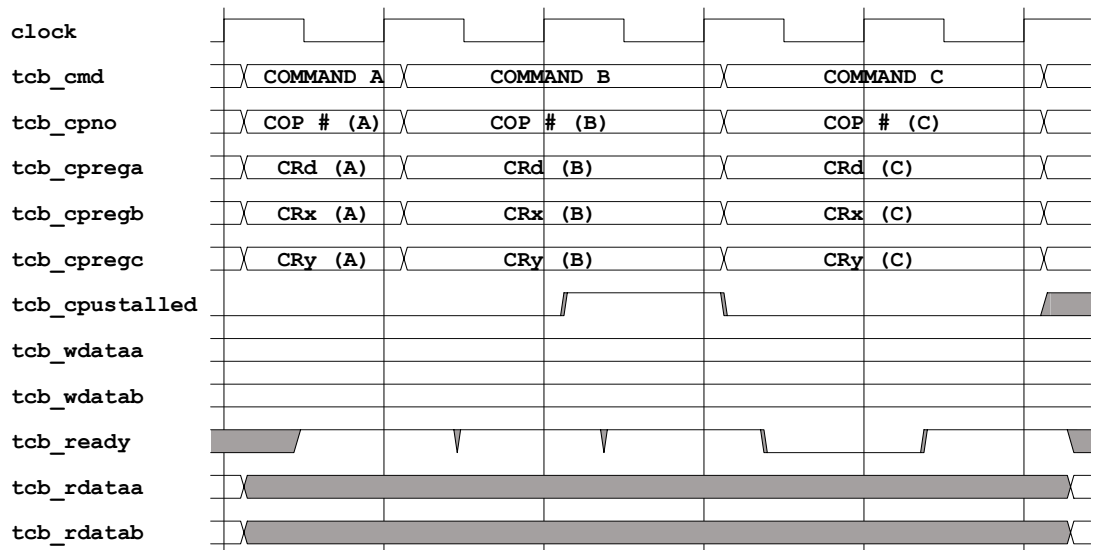 clock
tcb_cmd COMMAND A COMMAND B COMMAND C
tcb_cpno COP # (A) COP # (B) COP # (C)
tcb_cprega CRd (A) CRd (B) CRd (C)
tcb_cpregb CRx (A) CRx (B) CRx (C)
tcb_cpregc CRy (A) CRy (B) CRy (C)
tcb_cpustalled
tcb_wdataa
tcb_wdatab
tcb_ready
tcb_rdataa
tcb_rdatab